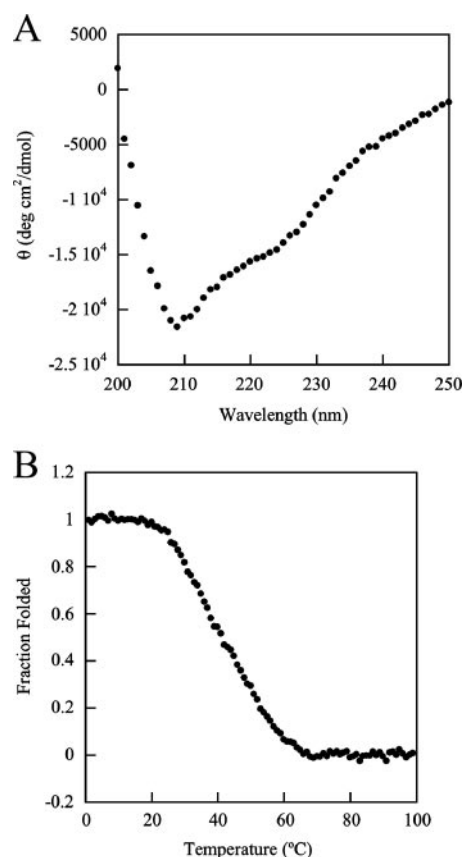 A
5000
0
-5000
-1 10⁴
-1.5 10⁴
-2 10⁴
-2.5 10⁴
θ (deg cm²/dmol)
200 210 220 230 240 250
Wavelength (nm)
B
1.2
1
0.8
0.6
0.4
0.2
0
-0.2
Fraction Folded
0 20 40 60 80 100
Temperature (ºC)